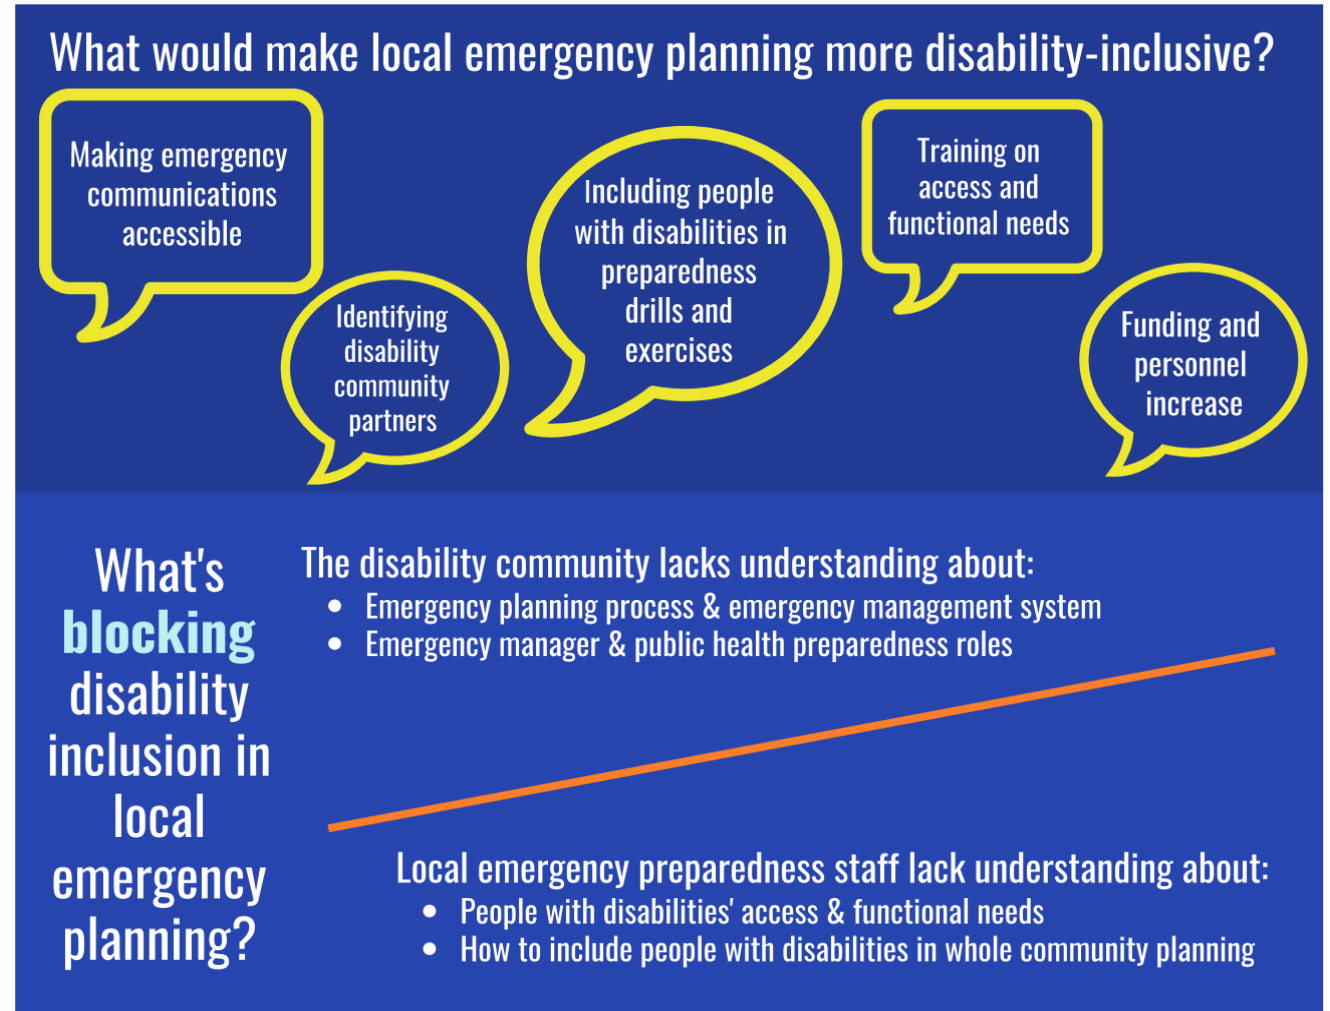 What would make local emergency planning more disability-inclusive?
Making emergency
communications
accessible
Identifying
disability
community
partners
Including people
with disabilities in
preparedness
drills and
exercises
Training on
access and
functional needs
Funding and
personnel
increase
What's
blocking
disability
inclusion in
local
emergency
planning?
The disability community lacks understanding about:
• Emergency planning process & emergency management system
• Emergency manager & public health preparedness roles
Local emergency preparedness staff lack understanding about:
• People with disabilities' access & functional needs
• How to include people with disabilities in whole community planning